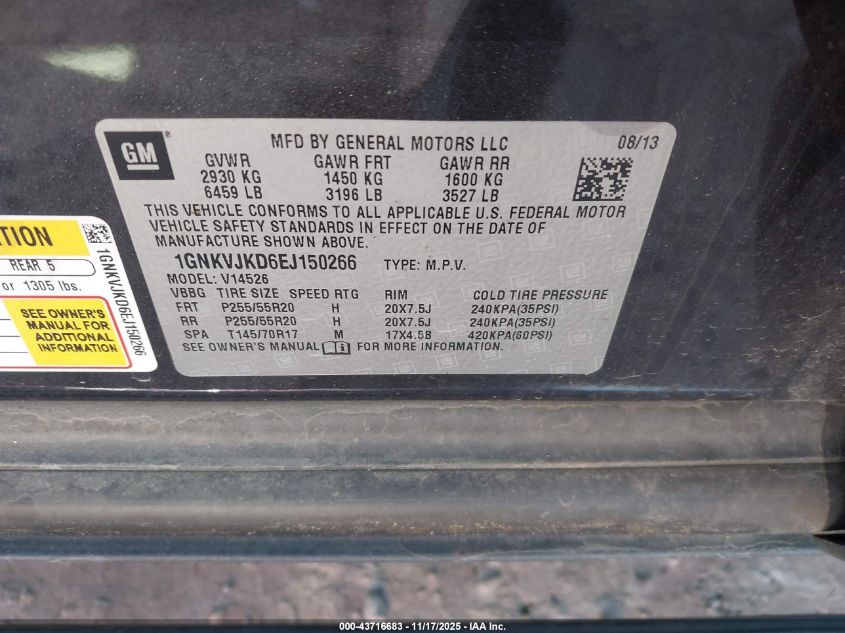 GM ®
MFD BY GENERAL MOTORS LLC 08/13
GVWR GAWR FRT GAWR RR
2930 KG 1450 KG 1600 KG
6459 LB 3196 LB 3527 LB
THIS VEHICLE CONFORMS TO ALL APPLICABLE U.S. FEDERAL MOTOR
VEHICLE SAFETY STANDARDS IN EFFECT ON THE DATE OF
MANUFACTURE SHOWN ABOVE.
1GNKVJKD6EJ150266 TYPE: M.P.V.
MODEL: V14526
VBBG TIRE SIZE SPEED RTG RIM COLD TIRE PRESSURE
FRT P255/55R20 H 20X7.5J 240KPA(35PSI)
RR P255/55R20 H 20X7.5J 240KPA(35PSI)
SPA T145/70R17 M 17X4.5B 420KPA(60PSI)
SEE OWNER'S MANUAL i FOR MORE INFORMATION.
REAR 5
or 1305 lbs.
SEE OWNER'S
MANUAL FOR
ADDITIONAL
INFORMATION
1GNKVJKD6EJ150266
000-43716683 - 11/17/2025 - IAA Inc.